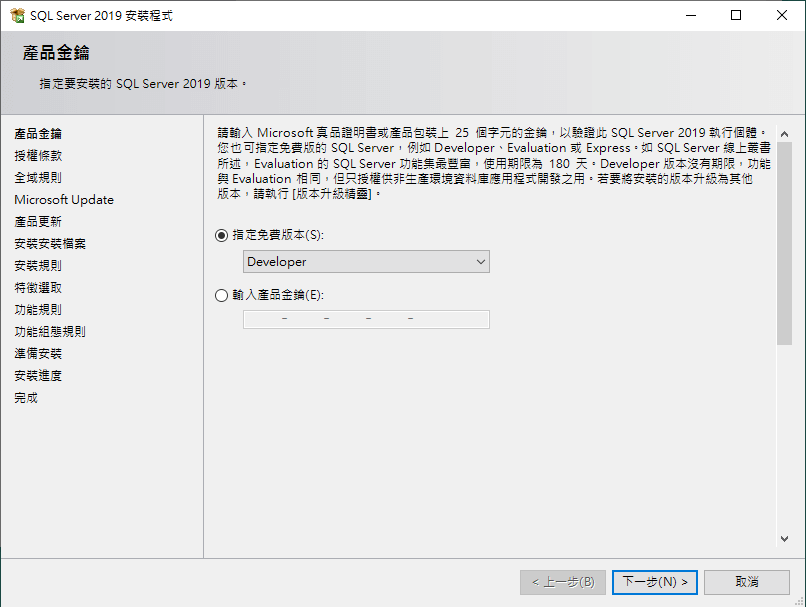 SQL Server 2019 安裝程式
產品金鑰
指定要安裝的 SQL Server 2019 版本。
產品金鑰
授權條款
全域規則
Microsoft Update
產品更新
安裝安裝檔案
安裝規則
特徵選取
功能規則
功能組態規則
準備安裝
安裝進度
完成
請輸入 Microsoft 真品證明書或產品包裝上 25 個字元的金鑰，以驗證此 SQL Server 2019 執行個體。
您也可指定免費版的 SQL Server，例如 Developer、Evaluation 或 Express。如 SQL Server 線上叢書
所述，Evaluation 的 SQL Server 功能集最豐富，使用期限為 180 天。Developer 版本沒有期限，功能
與 Evaluation 相同，但只授權供非生產環境資料庫應用程式開發之用。若要將安裝的版本升級為其他
版本，請執行 [版本升級精靈]。
指定免費版本(S):
Developer
輸入產品金鑰(E):
- - - -
< 上一步(B)
下一步(N) >
取消